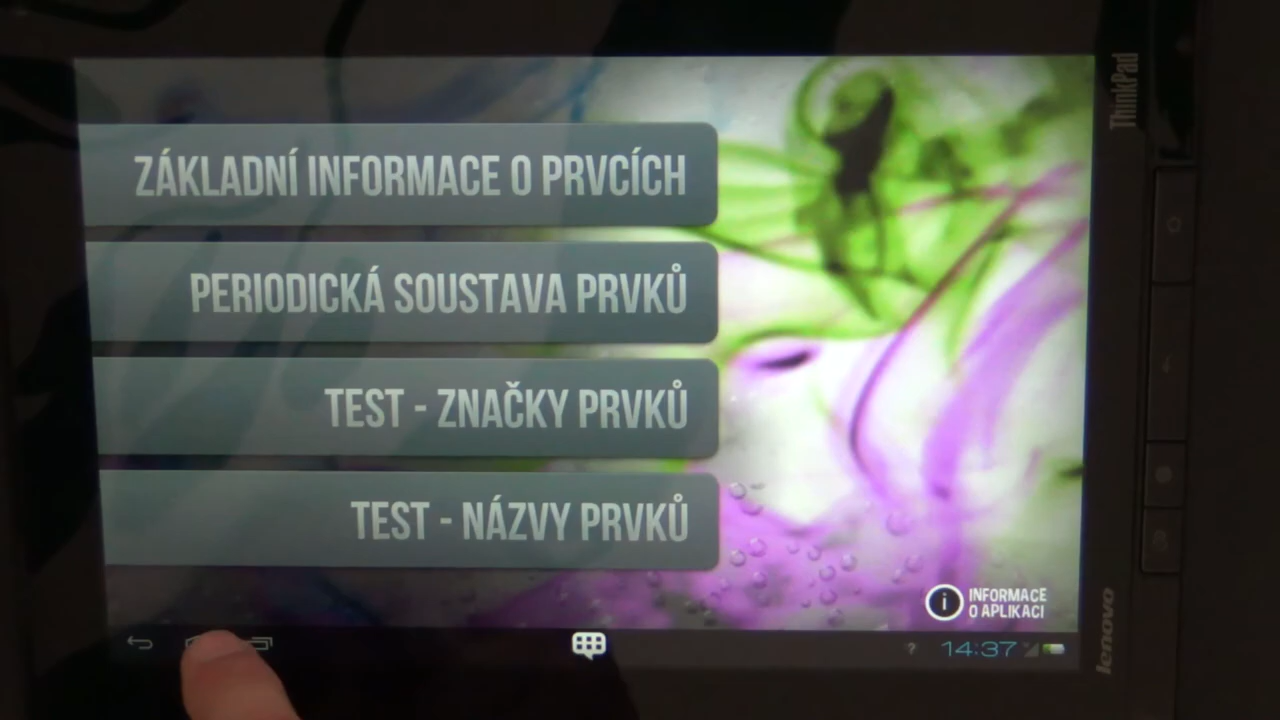 ZÁKLADNÍ INFORMACE O PRVCÍCH
PERIODICKÁ SOUSTAVA PRVKŮ
TEST - ZNAČKY PRVKŮ
TEST - NÁZVY PRVKŮ
i
INFORMACE
O APLIKACI
?
14:37
ThinkPad
lenovo